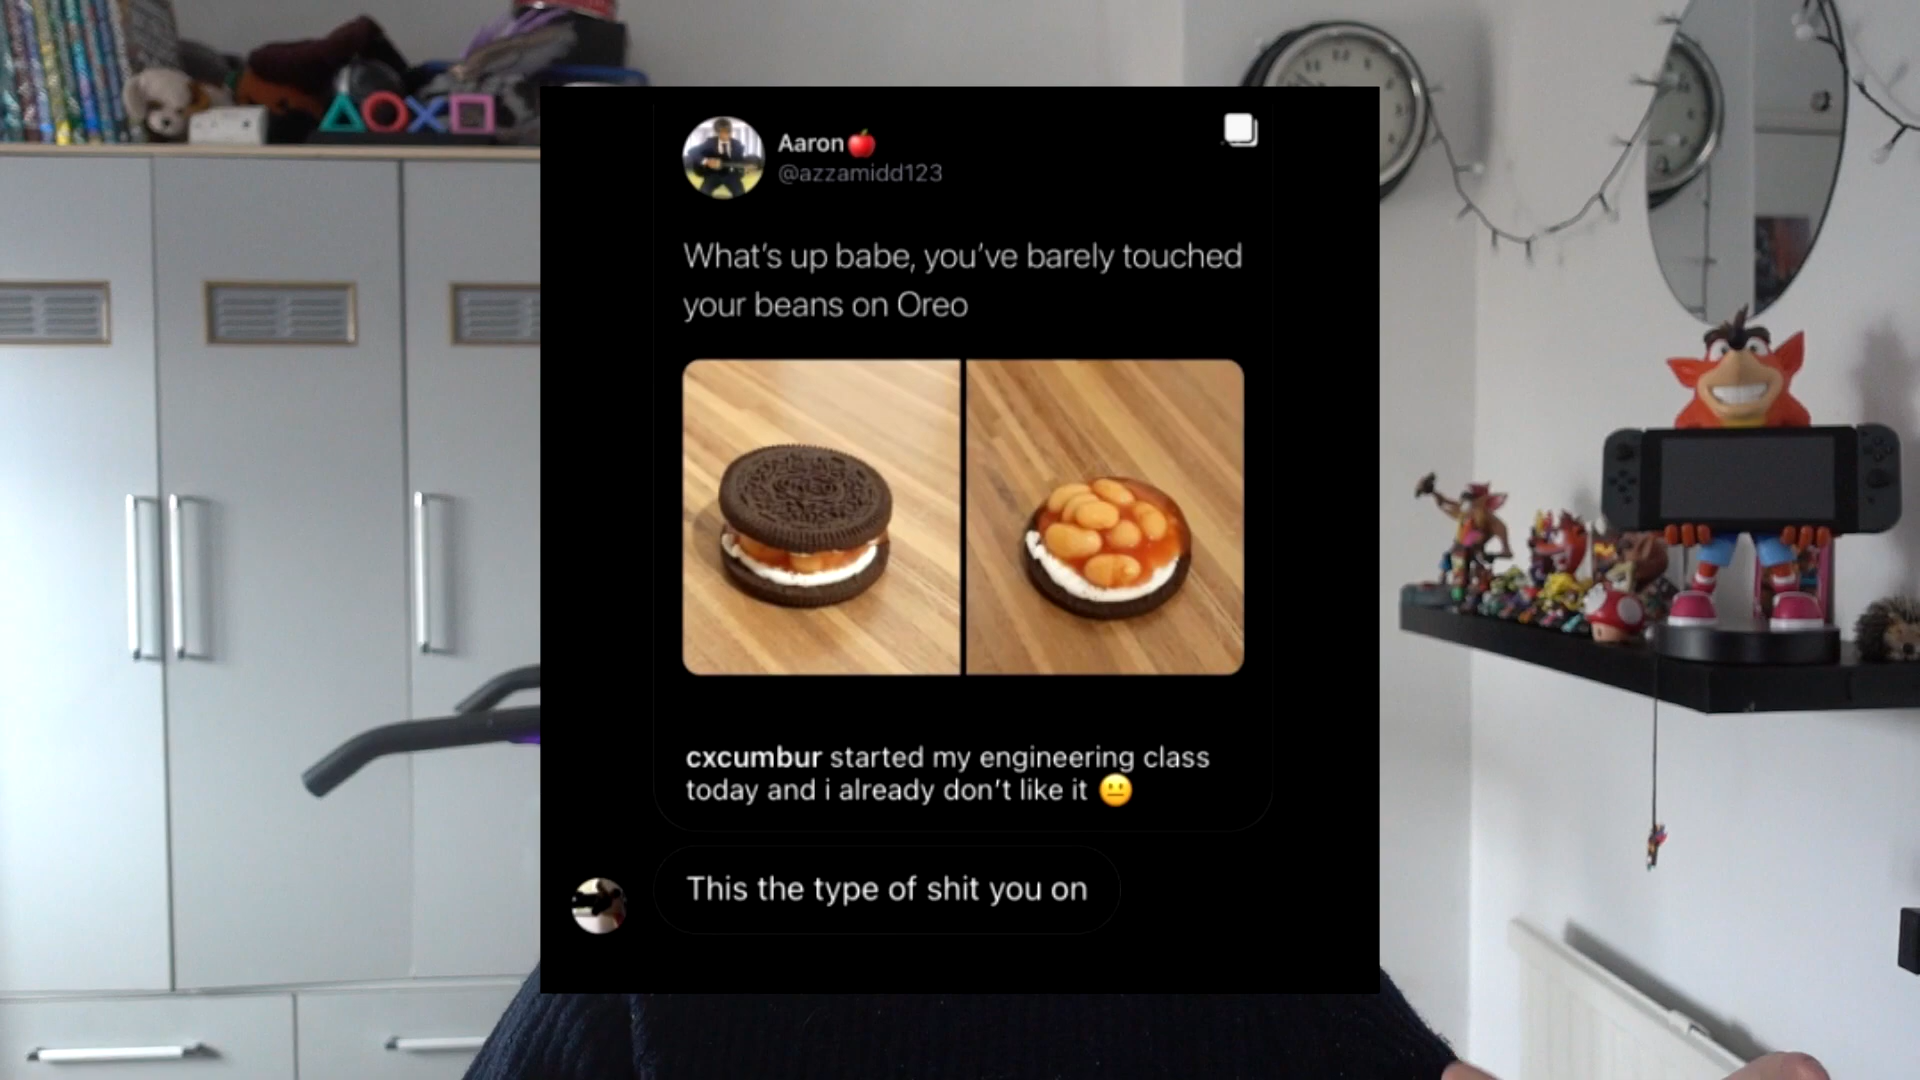 Aaron🍎
@azzamidd123
What's up babe, you've barely touched
your beans on Oreo
cxcumbur started my engineering class
today and i already don't like it 😐
This the type of shit you on